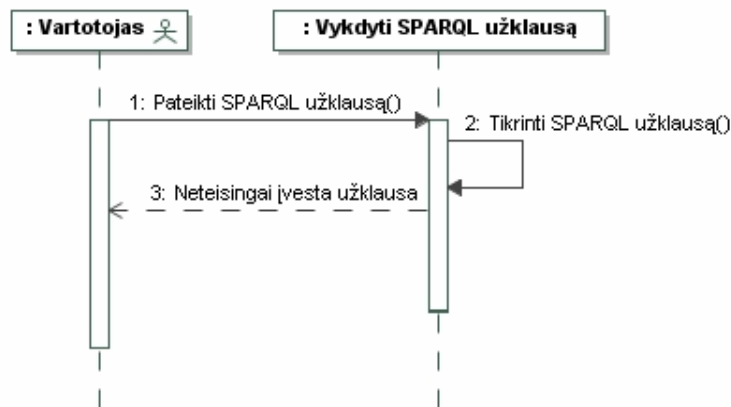 : Vartotojas
: Vykdyti SPARQL užklausą
1: Pateikti SPARQL užklausą()
2: Tikrinti SPARQL užklausą()
3: Neteisingai įvesta užklausa